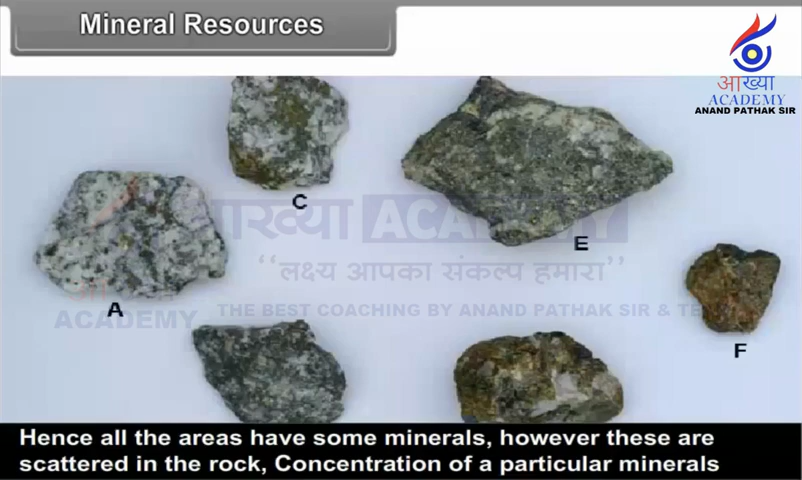 Mineral Resources
आख्या
ACADEMY
ANAND PATHAK SIR
C
आख्या ACADEMY
E
‘‘लक्ष्य आपका संकल्प हमारा’’
A
ACADEMY
THE BEST COACHING BY ANAND PATHAK SIR & TE
F
Hence all the areas have some minerals, however these are
scattered in the rock, Concentration of a particular minerals